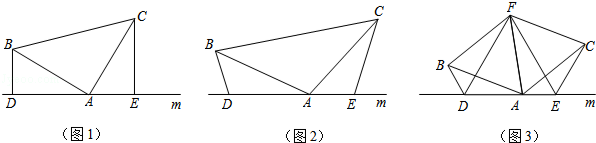 B C D A E m
B C D A E m
F B C D A E m
（图1） （图2） （图3）